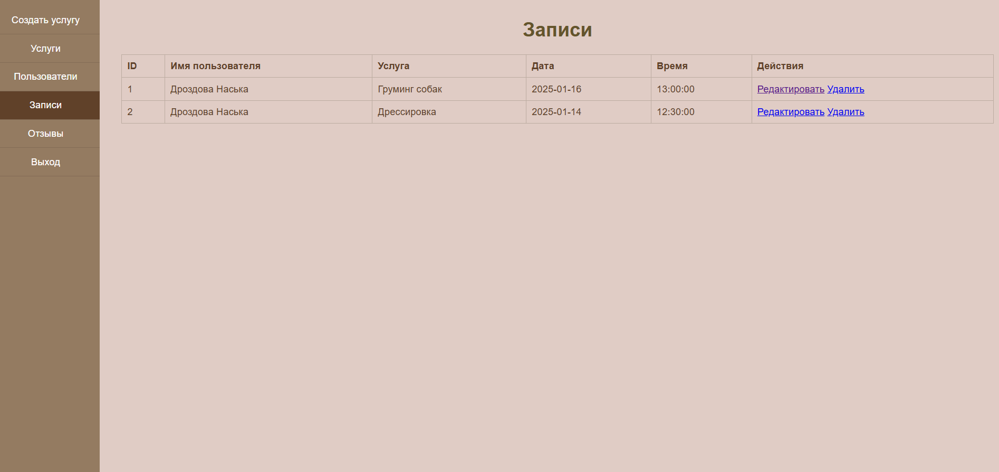 Создать услугу
Услуги
Пользователи
Записи
Отзывы
Выход
Записи
ID Имя пользователя Услуга Дата Время Действия
1 Дроздова Наська Груминг собак 2025-01-16 13:00:00 Редактировать Удалить
2 Дроздова Наська Дрессировка 2025-01-14 12:30:00 Редактировать Удалить